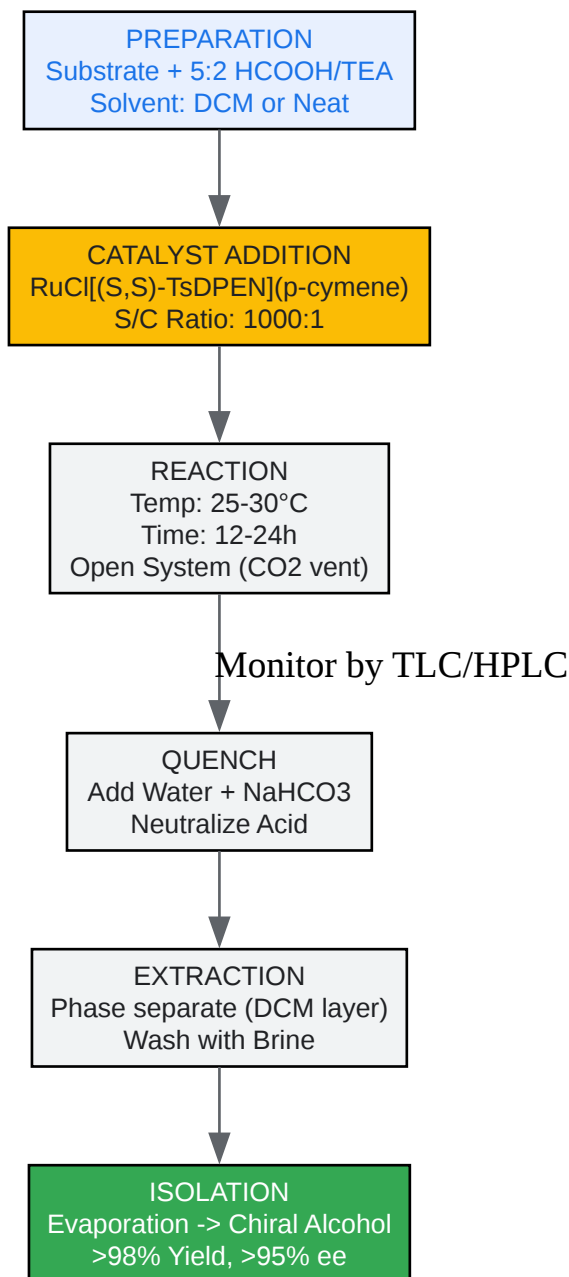 PREPARATION
Substrate + 5:2 HCOOH/TEA
Solvent: DCM or Neat
CATALYST ADDITION
RuCl[(S,S)-TsDPEN](p-cymene)
S/C Ratio: 1000:1
REACTION
Temp: 25-30°C
Time: 12-24h
Open System (CO2 vent)
Monitor by TLC/HPLC
QUENCH
Add Water + NaHCO3
Neutralize Acid
EXTRACTION
Phase separate (DCM layer)
Wash with Brine
ISOLATION
Evaporation -> Chiral Alcohol
>98% Yield, >95% ee